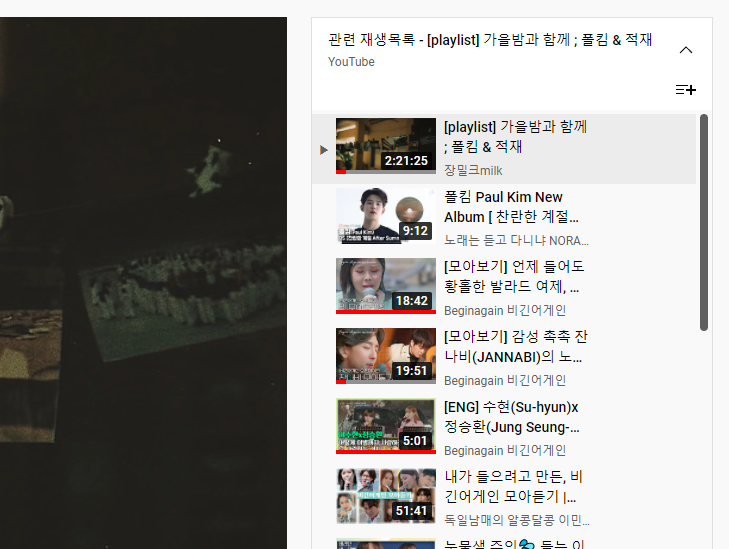 관련 재생목록 - [playlist] 가을밤과 함께 ; 폴킴 & 적재
YouTube
2:21:25
[playlist] 가을밤과 함께
; 폴킴 & 적재
장밀크milk
9:12
폴킴 Paul Kim New
Album [ 찬란한 계절...
노래는 듣고 다니냐 NORA...
18:42
[모아보기] 언제 들어도
황홀한 발라드 여제, ...
Beginagain 비긴어게인
19:51
[모아보기] 감성 촉촉 잔
나비(JANNABI)의 노...
Beginagain 비긴어게인
5:01
[ENG] 수현(Su-hyun)x
정승환(Jung Seung-...
Beginagain 비긴어게인
51:41
내가 들으려고 만든, 비
긴어게인 모아듣기 |...
독일남매의 알콩달콩 이민...
눈물샘 주의💦 듣는 이